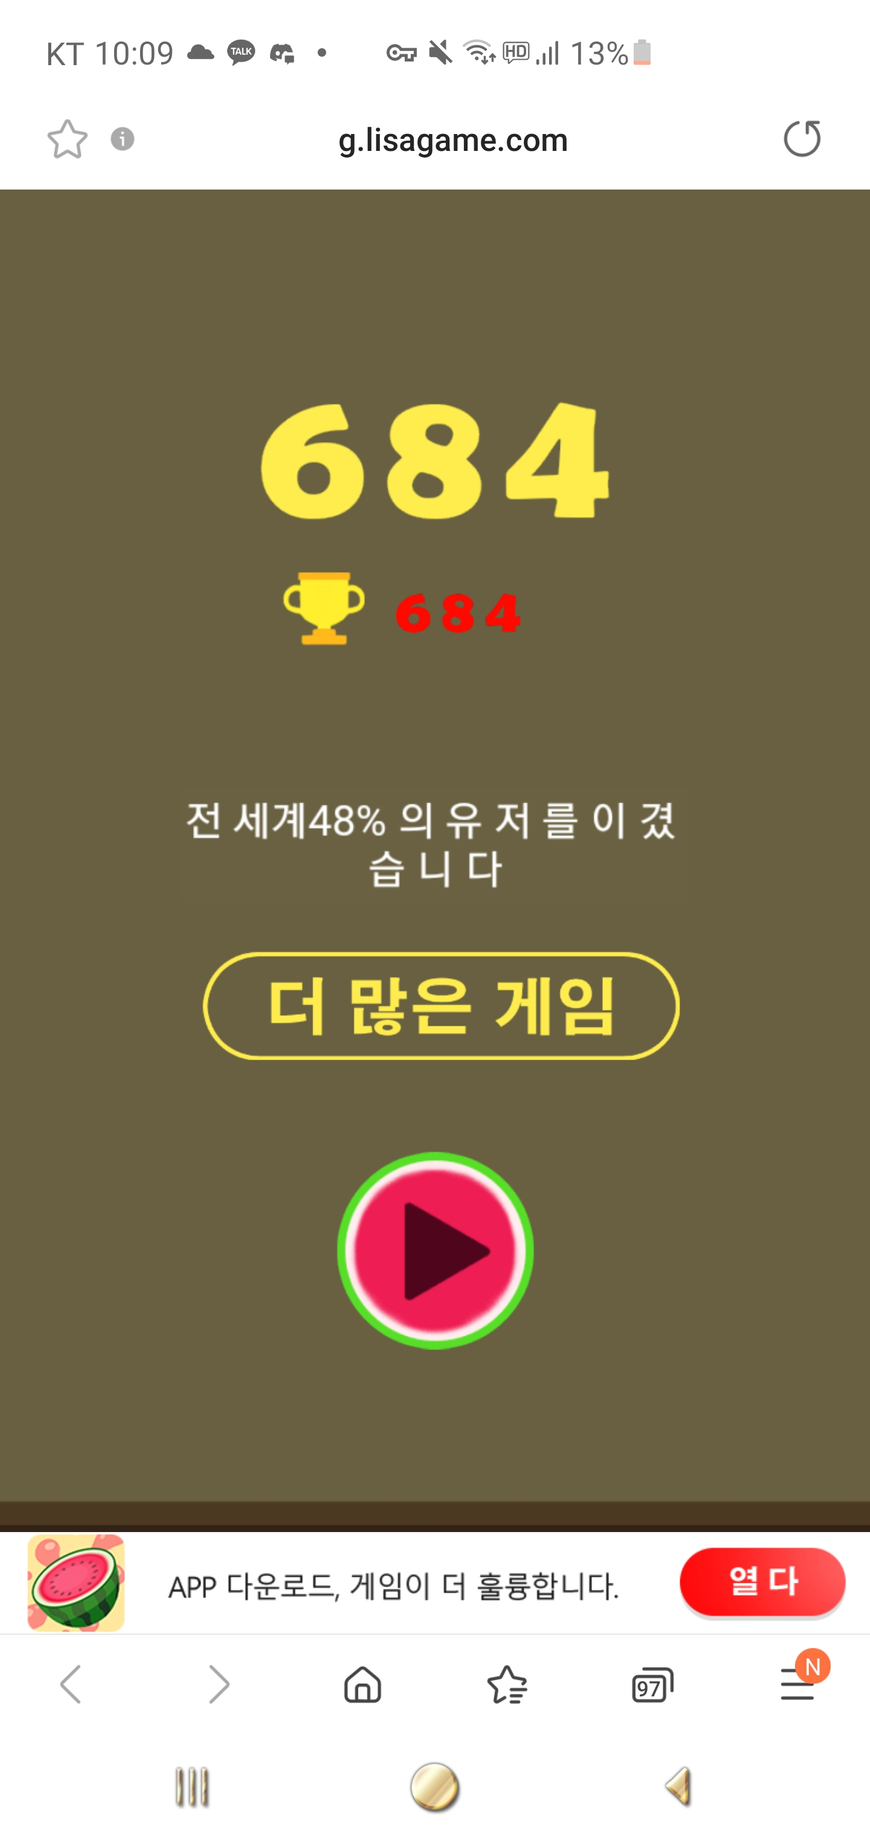 KT 10:09 TALK HD 13%
g.lisagame.com
684
684
전 세계48% 의 유 저 를 이 겼
습 니 다
더 많은 게임
APP 다운로드, 게임이 더 훌륭합니다.
열 다
97 N